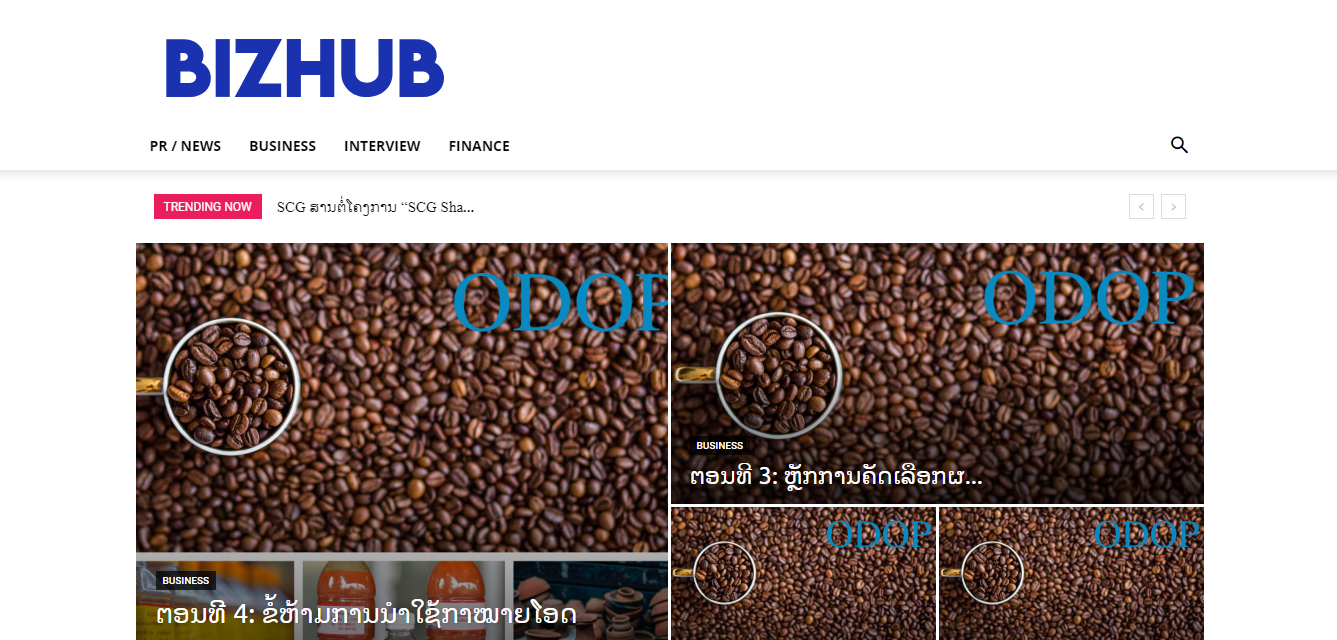 BIZHUB
PR / NEWS BUSINESS INTERVIEW FINANCE
TRENDING NOW SCG ສານຕໍ່ໂຄງການ “SCG Sha...
ODOP
ODOP
BUSINESS
ຕອນທີ 3: ຫຼັກການຄັດເລືອກຜ...
ODOP
ODOP
BUSINESS
ຕອນທີ 4: ຂໍ້ຫ້າມການນຳໃຊ້ກາໝາຍໂອດ